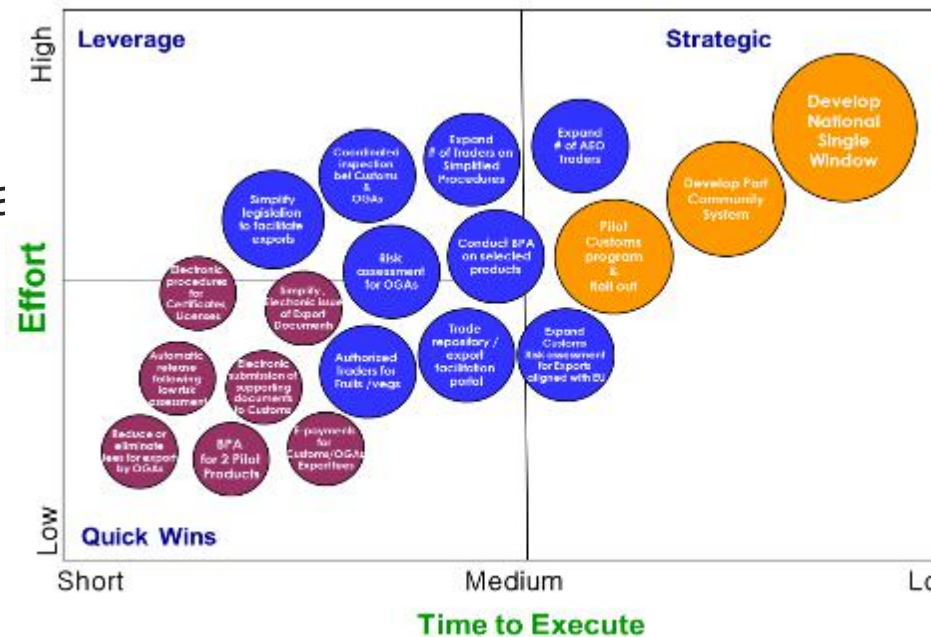 Leverage
Strategic
High
Effort
Low
Develop
National
Single
Window
Expand
# of AEO
traders
Expand
# of Traders on
Simplified
Procedures
Coordinated
inspection
bet Customs
&
OGAs
Develop Port
Community
System
Simplify
legislation
to facilitate
exports
Pilot
Customs
program
&
Roll out
Conduct BPA
on selected
products
Risk
assessment
for OGAs
Electronic
procedures
for
Certificates,
Licenses
Simplify,
Electronic issue
of Export
Documents
Expand
Customs
Risk assessment
for Exports
aligned with EU
Trade
repository /
export
facilitation
portal
Authorized
Traders for
Fruits /vegs
Automatic
release
following
low risk
assessment
Electronic
submission of
supporting
documents
to Customs
Reduce or
eliminate
fees for export
by OGAs
BPA
for 2 Pilot
Products
E-payments
for
Customs/OGAs
Export fees
Quick Wins
Short
Medium
Lo
Time to Execute